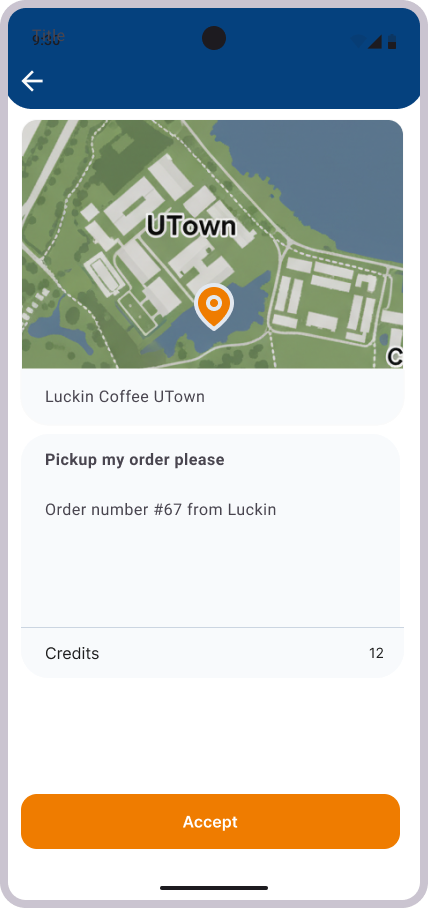 Title
9:30
UTown
C
Luckin Coffee UTown
Pickup my order please
Order number #67 from Luckin
Credits 12
Accept